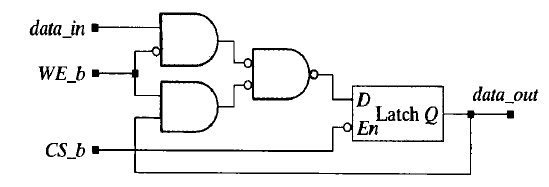 data_in
WE_b
data_out
D
Latch Q
En
CS_b